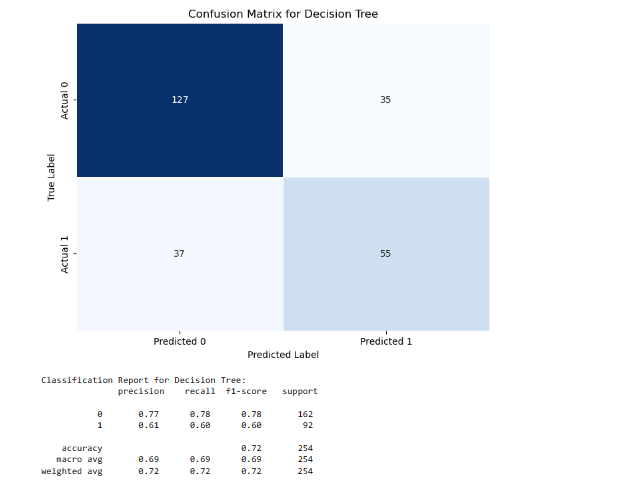 Confusion Matrix for Decision Tree
Actual 0
127
35
True Label
Actual 1
37
55
Predicted 0
Predicted 1
Predicted Label
Classification Report for Decision Tree:
precision recall f1-score support
0 0.77 0.78 0.78 162
1 0.61 0.60 0.60 92
accuracy 0.72 254
macro avg 0.69 0.69 0.69 254
weighted avg 0.72 0.72 0.72 254